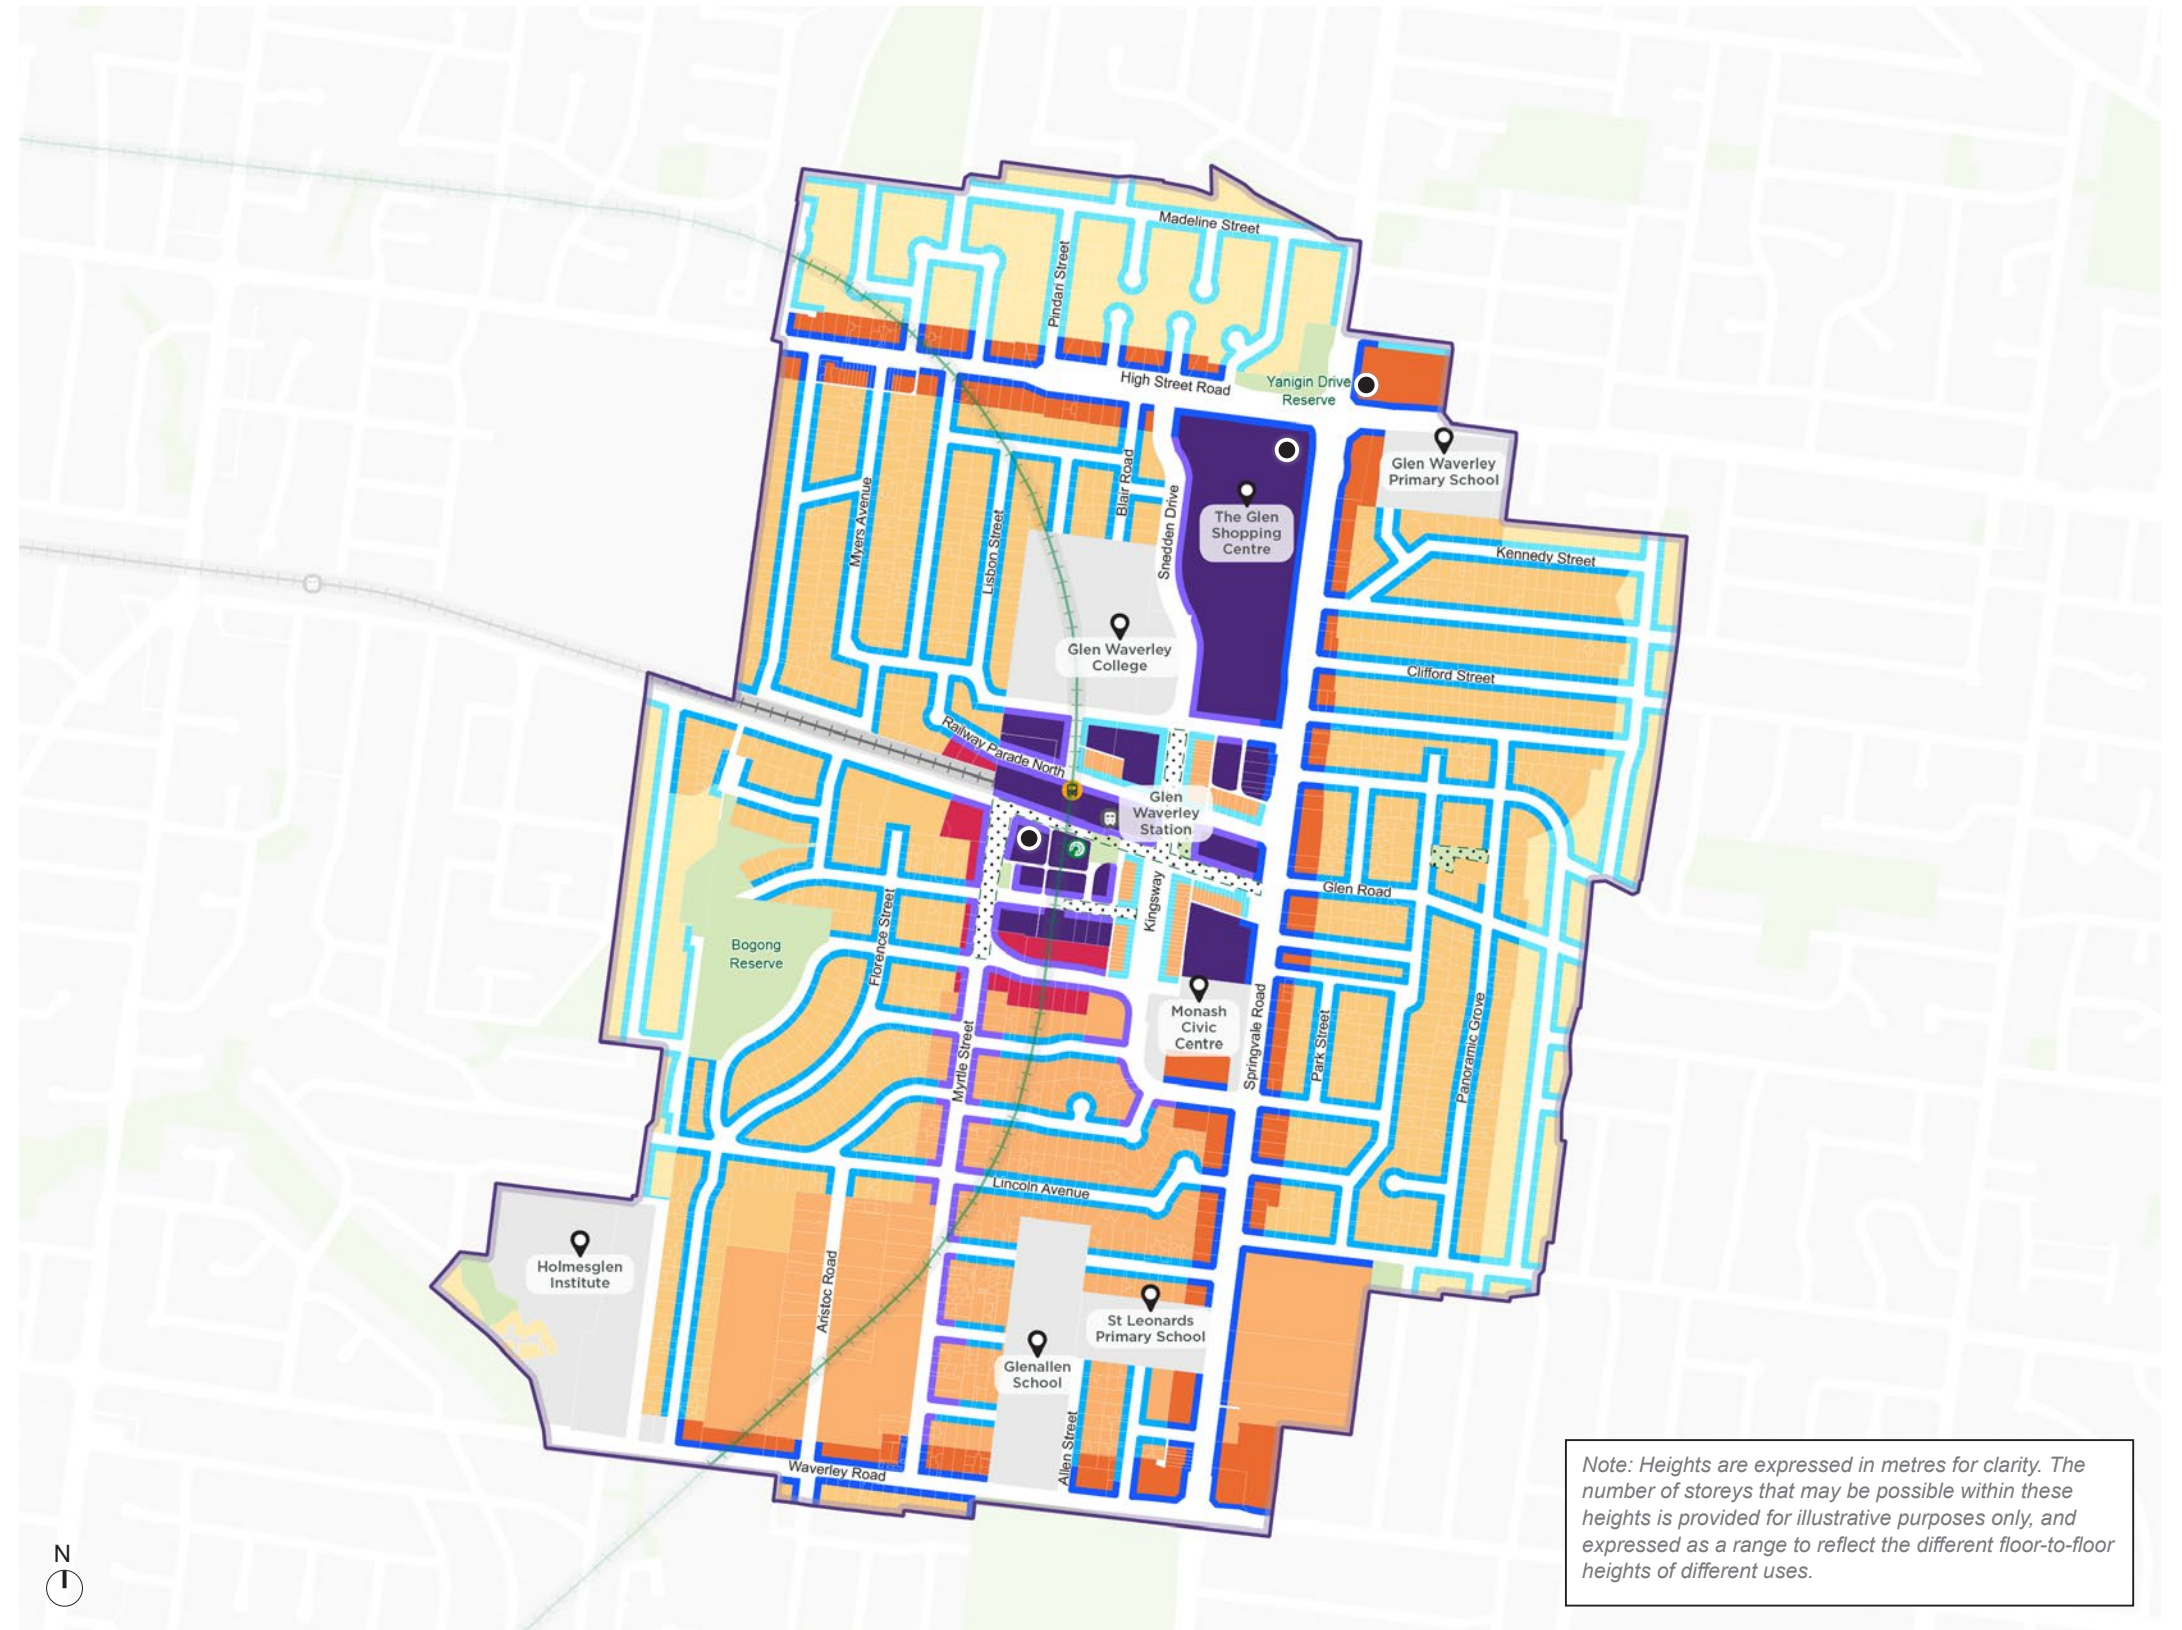 Madeline Street
Pindari Street
High Street Road
Yanigin Drive
Reserve
Glen Waverley
Primary School
Blair Road
Snedden Drive
The Glen
Shopping
Centre
Myers Avenue
Lisbon Street
Kennedy Street
Glen Waverley
College
Clifford Street
Railway Parade North
Glen
Waverley
Station
Glen Road
Kingsway
Florence Street
Bogong
Reserve
Monash
Civic
Centre
Springvale Road
Park Street
Panoramic Grove
Myrtle Street
Lincoln Avenue
Holmesglen
Institute
Aristoc Road
St Leonards
Primary School
Glenallen
School
Allen Street
Waverley Road
Note: Heights are expressed in metres for clarity. The
number of storeys that may be possible within these
heights is provided for illustrative purposes only, and
expressed as a range to reflect the different floor-to-floor
heights of different uses.
N